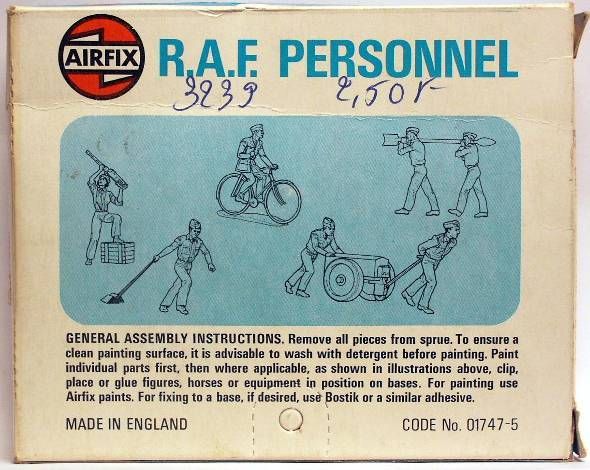 AIRFIX
R.A.F. PERSONNEL
3239 2,50 r-
GENERAL ASSEMBLY INSTRUCTIONS. Remove all pieces from sprue. To ensure a
clean painting surface, it is advisable to wash with detergent before painting. Paint
individual parts first, then where applicable, as shown in illustrations above, clip,
place or glue figures, horses or equipment in position on bases. For painting use
Airfix paints. For fixing to a base, if desired, use Bostik or a similar adhesive.
MADE IN ENGLAND CODE No. 01747-5